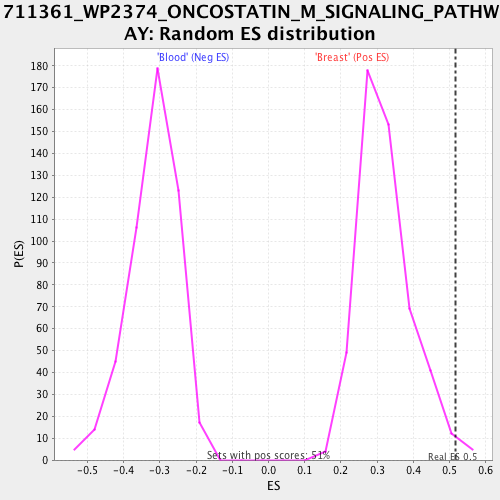 711361_WP2374_ONCOSTATIN_M_SIGNALING_PATHW
AY: Random ES distribution
'Blood' (Neg ES)
'Breast' (Pos ES)
180
170
160
150
140
130
120
110
100
90
80
70
60
50
40
30
20
10
0
P(ES)
Sets with pos scores: 51%
Real ES 0.5
-0.5 -0.4 -0.3 -0.2 -0.1 0.0 0.1 0.2 0.3 0.4 0.5 0.6
ES